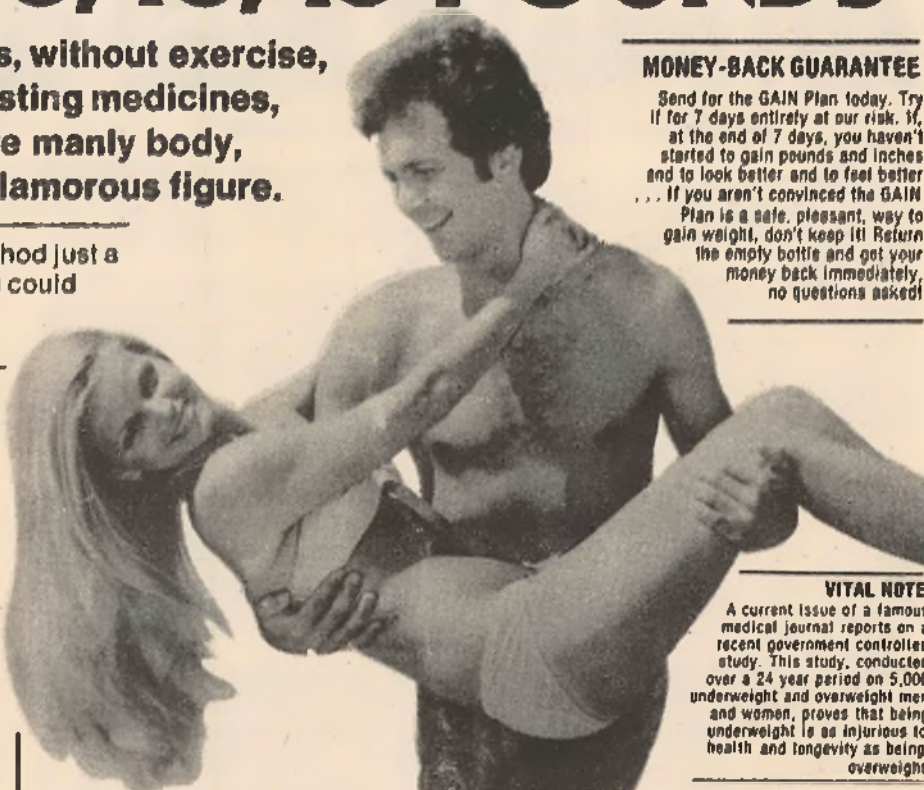 POUNDS
s, without exercise,
sting medicines,
e manly body,
lamorous figure.
hod just a
could
MONEY-BACK GUARANTEE
Send for the GAIN Plan today. Try
it for 7 days entirely at our risk. If,
at the end of 7 days, you haven't
started to gain pounds and inches
and to look better and to feel better
... If you aren't convinced the GAIN
Plan is a safe, pleasant, way to
gain weight, don't keep it! Return
the empty bottle and get your
money back immediately,
no questions asked!
VITAL NOTE
A current issue of a famou
medical journal reports on a
recent government controlle
study. This study, conducte
over a 24 year period on 5,000
underweight and overweight me
and women, proves that bein
underweight is as injurious to
health and longevity as being
overweight